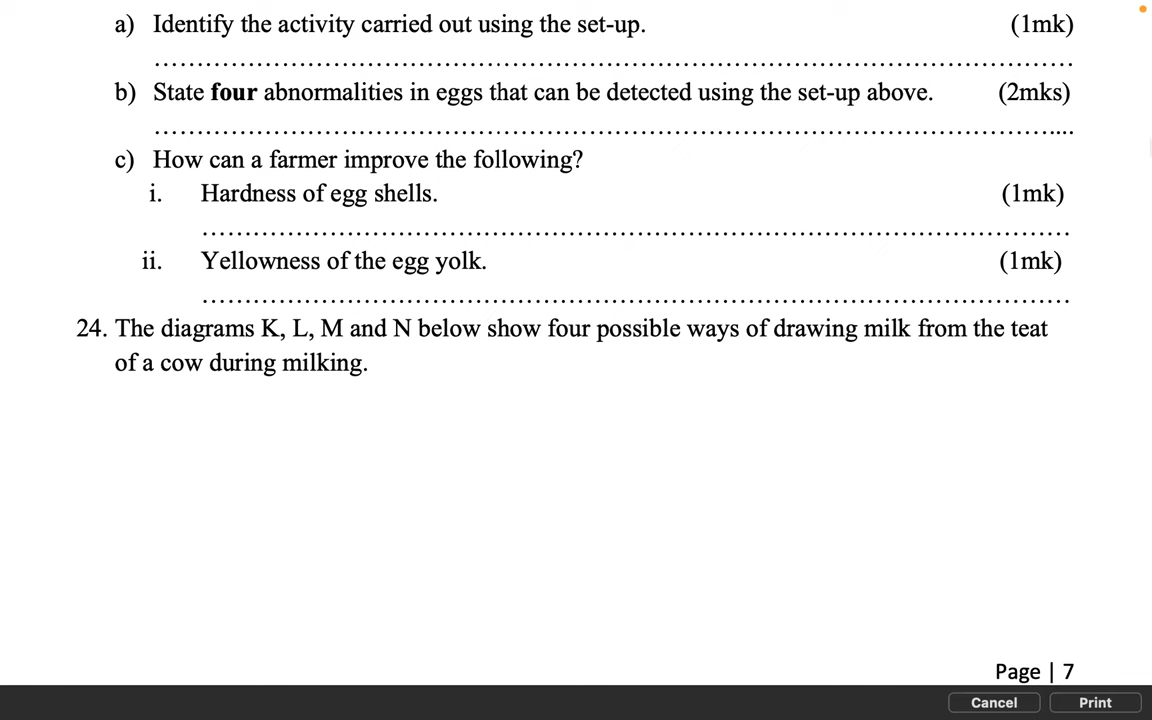 a) Identify the activity carried out using the set-up. (1mk)
................................................................................................................
b) State four abnormalities in eggs that can be detected using the set-up above. (2mks)
................................................................................................................
c) How can a farmer improve the following?
i. Hardness of egg shells. (1mk)
................................................................................................................
ii. Yellowness of the egg yolk. (1mk)
................................................................................................................
24. The diagrams K, L, M and N below show four possible ways of drawing milk from the teat
of a cow during milking.
Page | 7
Cancel Print